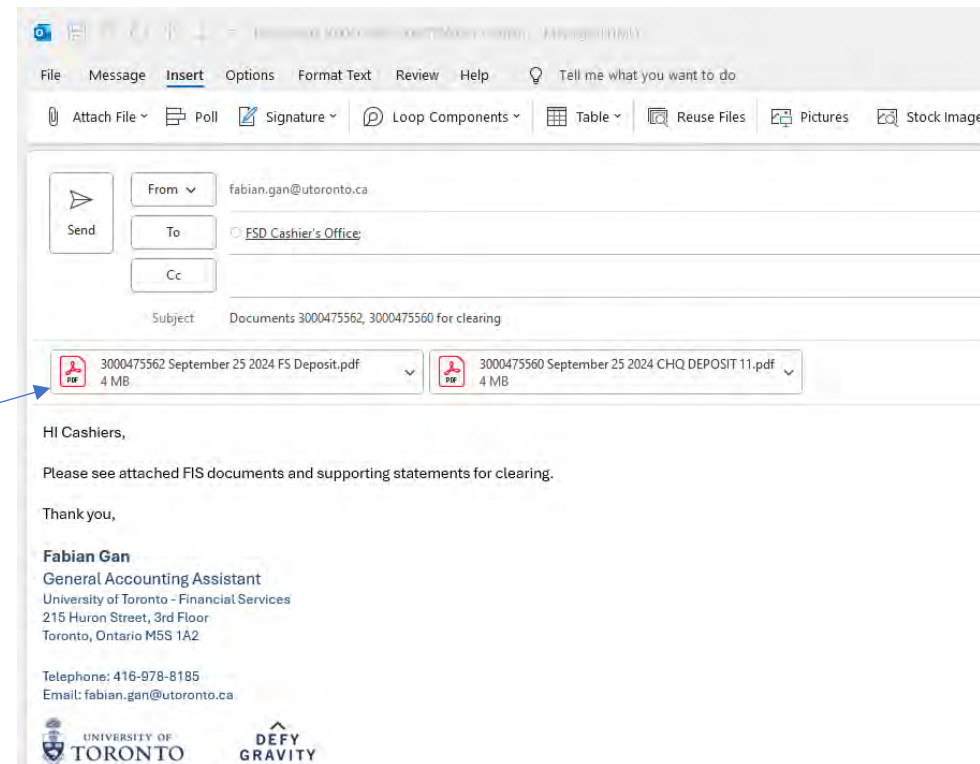 File Message Insert Options Format Text Review Help Tell me what you want to do
Attach File Poll Signature Loop Components Table Reuse Files Pictures Stock Image
Send
From fabian.gan@utoronto.ca
To FSD Cashier's Office;
Cc
Subject Documents 3000475562, 3000475560 for clearing
3000475562 September 25 2024 FS Deposit.pdf
PDF 4 MB
3000475560 September 25 2024 CHQ DEPOSIT 11.pdf
PDF 4 MB
HI Cashiers,
Please see attached FIS documents and supporting statements for clearing.
Thank you,
Fabian Gan
General Accounting Assistant
University of Toronto - Financial Services
215 Huron Street, 3rd Floor
Toronto, Ontario M5S 1A2
Telephone: 416-978-8185
Email: fabian.gan@utoronto.ca
UNIVERSITY OF
TORONTO
DEFY
GRAVITY